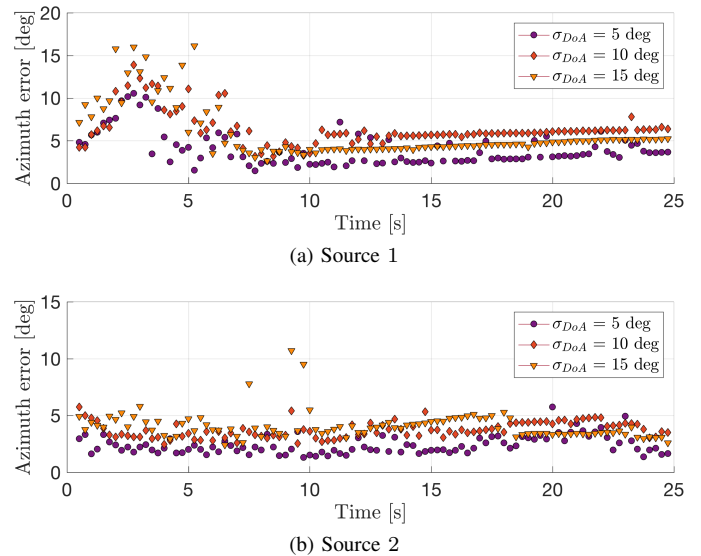 Azimuth error [deg]
20
15
10
5
0
σDoA = 5 deg
σDoA = 10 deg
σDoA = 15 deg
0 5 10 15 20 25
Time [s]
(a) Source 1
Azimuth error [deg]
15
10
5
0
σDoA = 5 deg
σDoA = 10 deg
σDoA = 15 deg
0 5 10 15 20 25
Time [s]
(b) Source 2